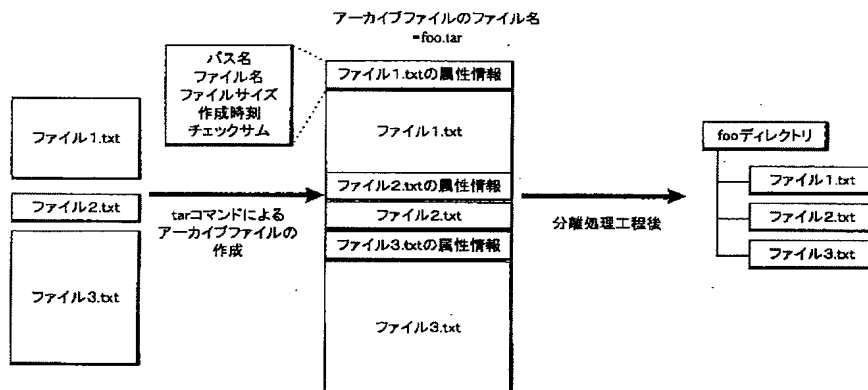 アーカイブファイルのファイル名
=foo.tar
パス名
ファイル名
ファイルサイズ
作成時刻
チェックサム
ファイル1.txt
ファイル2.txt
ファイル3.txt
tarコマンドによる
アーカイブファイルの
作成
ファイル1.txtの属性情報
ファイル1.txt
ファイル2.txtの属性情報
ファイル2.txt
ファイル3.txtの属性情報
ファイル3.txt
分離処理工程後
fooディレクトリ
ファイル1.txt
ファイル2.txt
ファイル3.txt